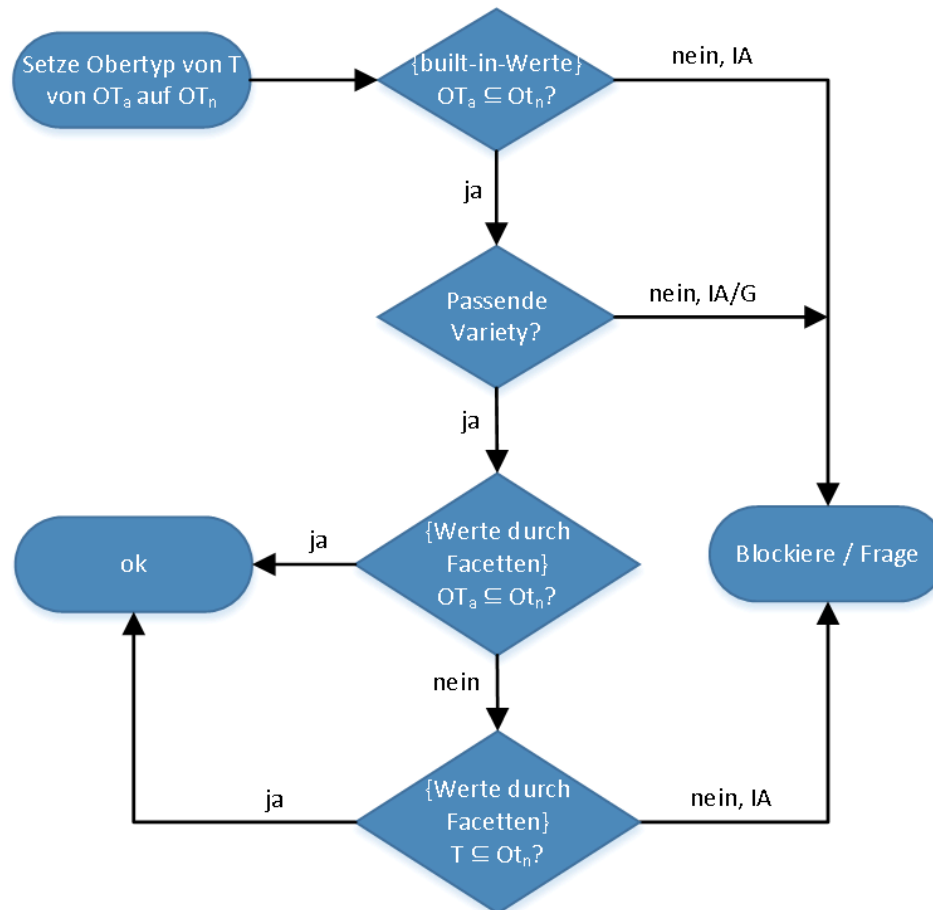 Setze Obertyp von T
von OTₐ auf OTₙ
{built-in-Werte}
OTₐ ⊆ Otₙ?
nein, IA
ja
Passende
Variety?
nein, IA/G
ja
{Werte durch
Facetten}
OTₐ ⊆ Otₙ?
ja
ok
Blockiere / Frage
nein
{Werte durch
Facetten}
T ⊆ Otₙ?
ja
nein, IA